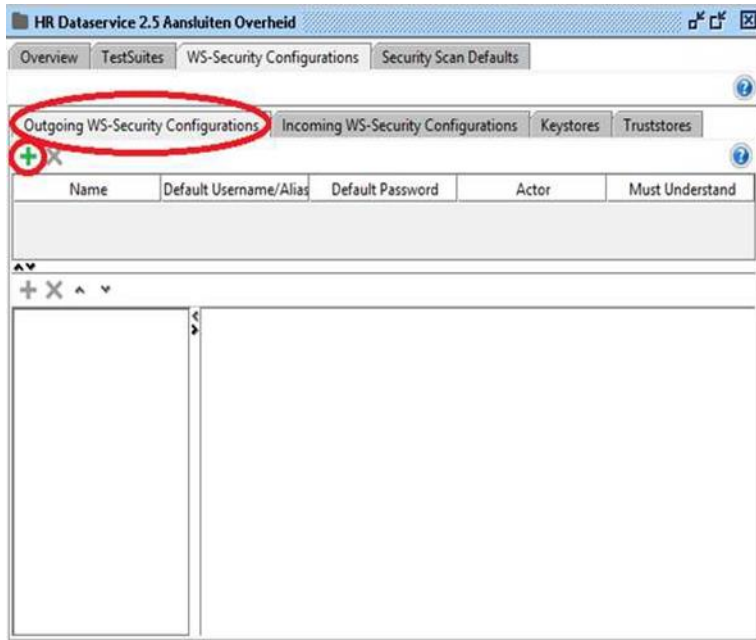 HR Dataservice 2.5 Aansluiten Overheid
Overview TestSuites WS-Security Configurations Security Scan Defaults
Outgoing WS-Security Configurations Incoming WS-Security Configurations Keystores Truststores
Name Default Username/Alias Default Password Actor Must Understand